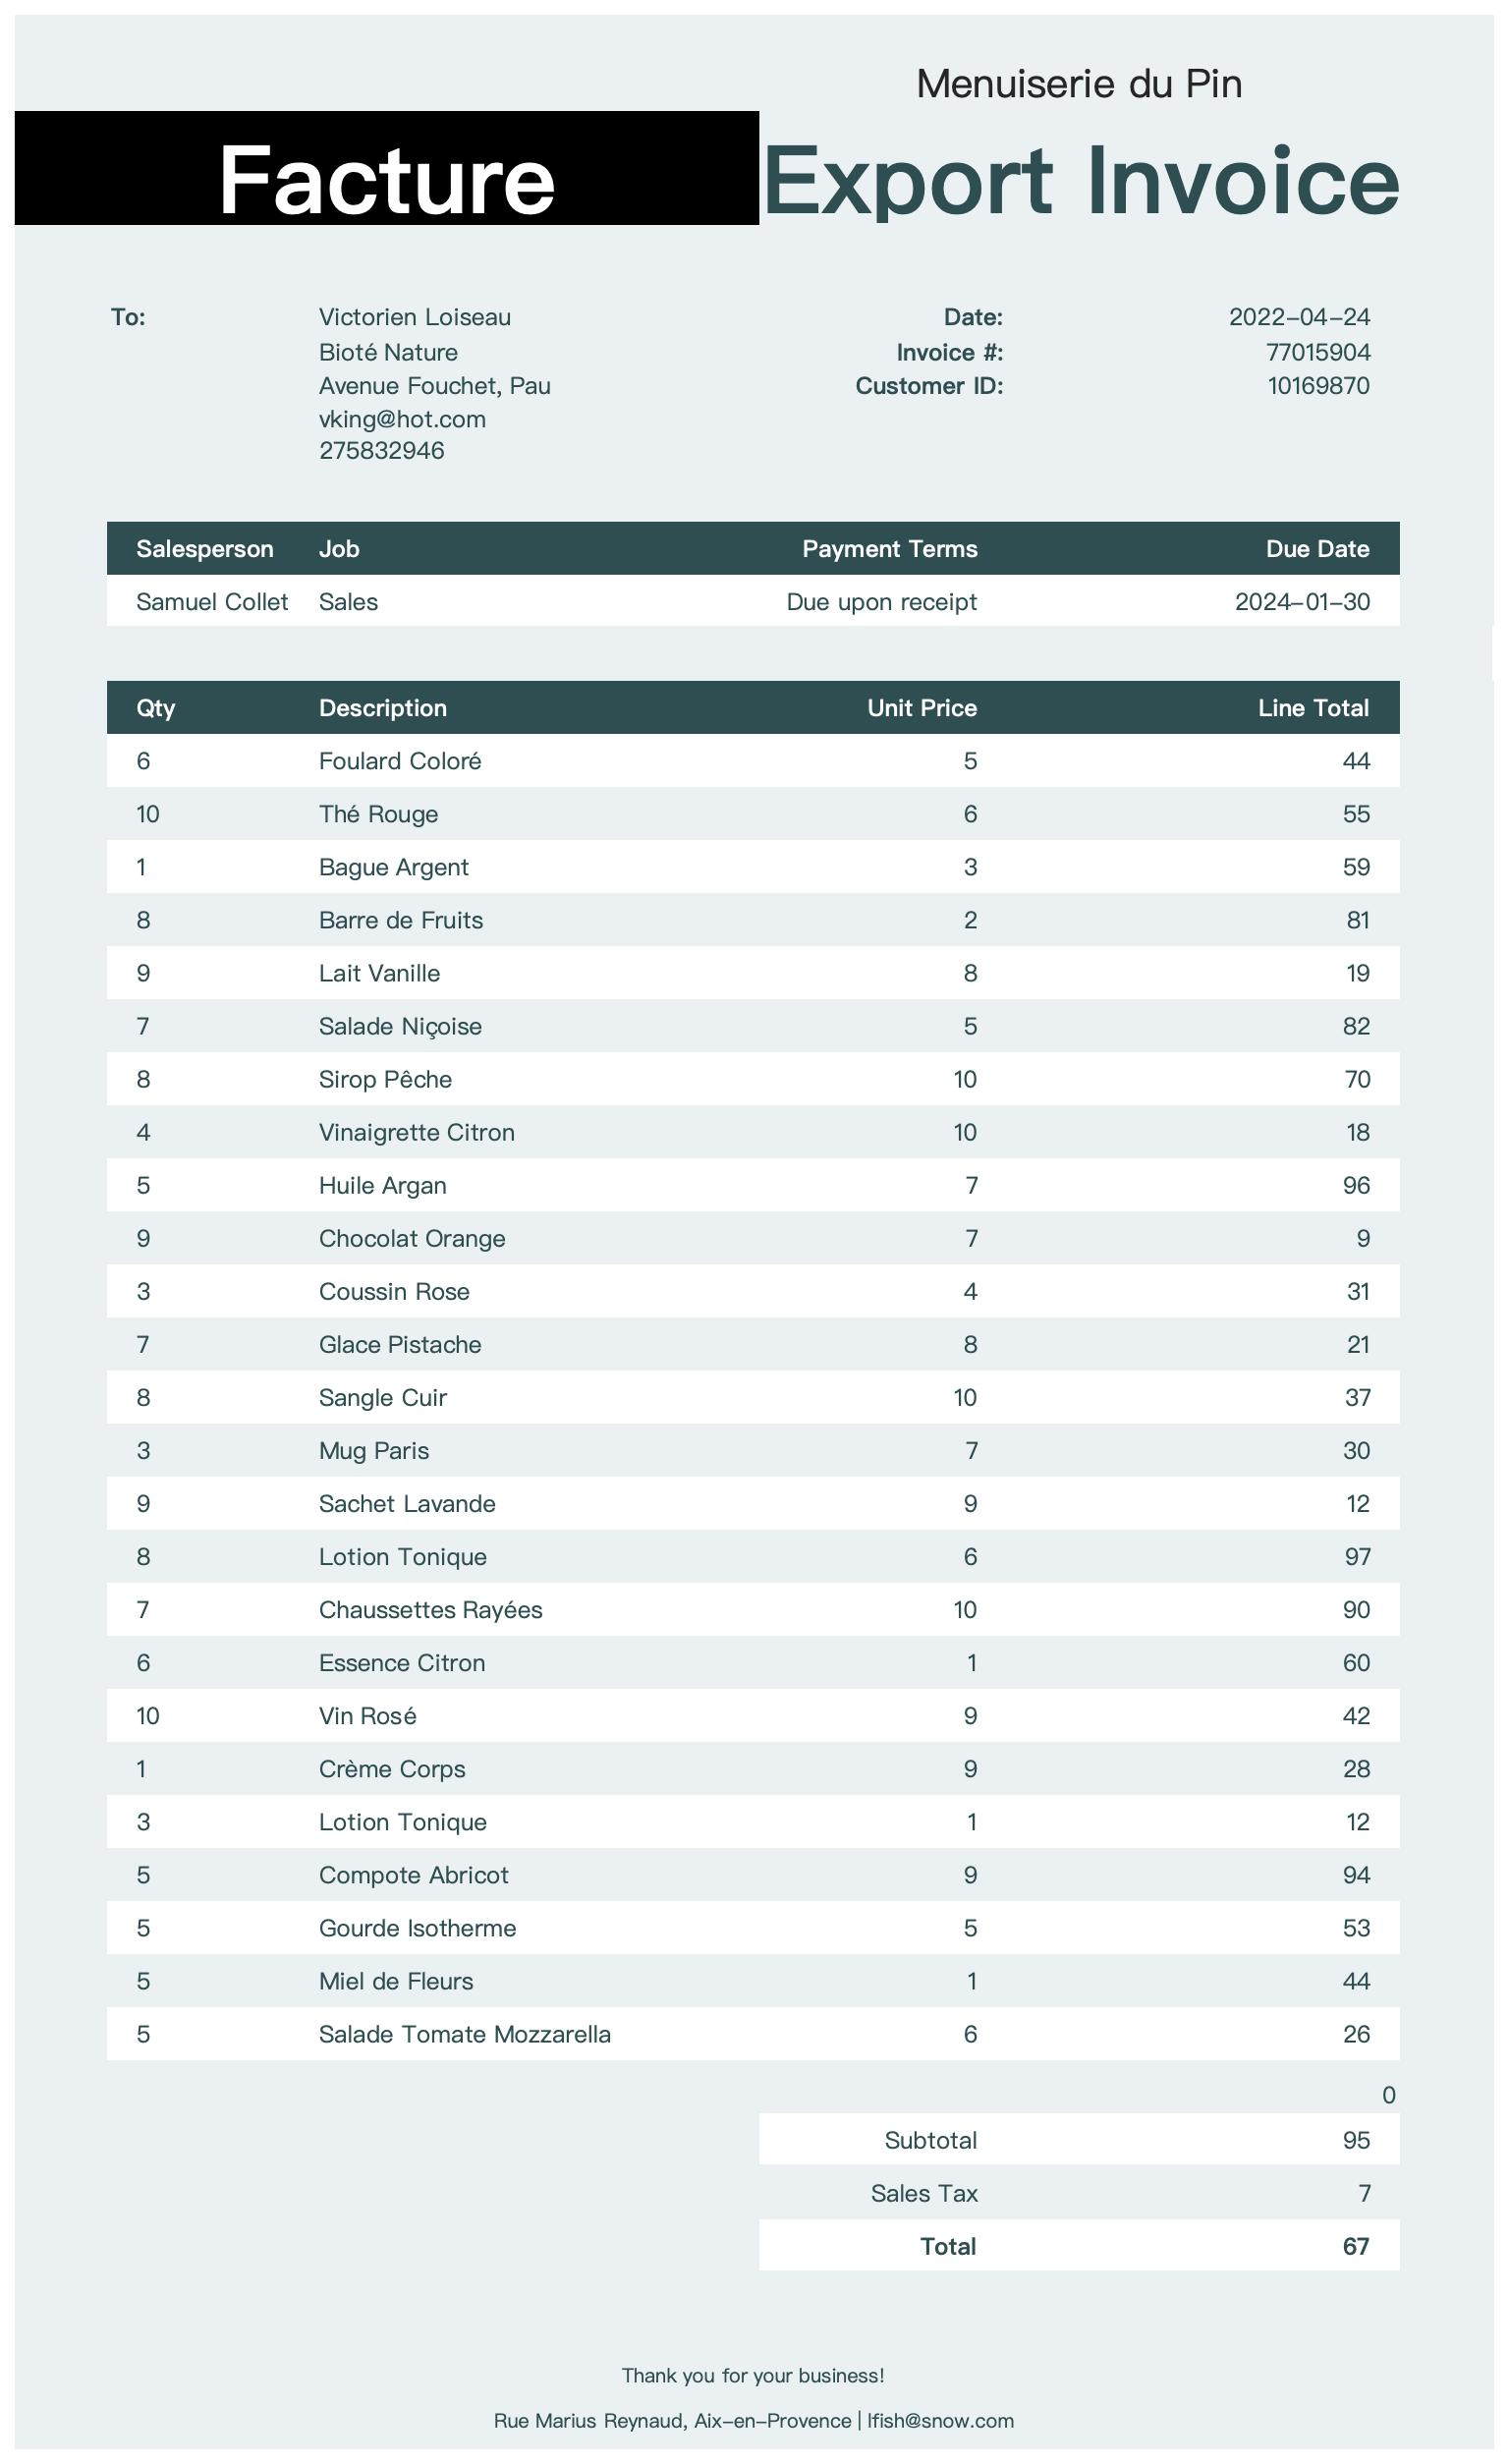 Menuiserie du Pin
Facture Export Invoice
To: Victorien Loiseau Date: 2022-04-24
Bioté Nature Invoice #: 77015904
Avenue Fouchet, Pau Customer ID: 10169870
vking@hot.com
275832946
Salesperson Job Payment Terms Due Date
Samuel Collet Sales Due upon receipt 2024-01-30
Qty Description Unit Price Line Total
6 Foulard Coloré 5 44
10 Thé Rouge 6 55
1 Bague Argent 3 59
8 Barre de Fruits 2 81
9 Lait Vanille 8 19
7 Salade Niçoise 5 82
8 Sirop Pêche 10 70
4 Vinaigrette Citron 10 18
5 Huile Argan 7 96
9 Chocolat Orange 7 9
3 Coussin Rose 4 31
7 Glace Pistache 8 21
8 Sangle Cuir 10 37
3 Mug Paris 7 30
9 Sachet Lavande 9 12
8 Lotion Tonique 6 97
7 Chaussettes Rayées 10 90
6 Essence Citron 1 60
10 Vin Rosé 9 42
1 Crème Corps 9 28
3 Lotion Tonique 1 12
5 Compote Abricot 9 94
5 Gourde Isotherme 5 53
5 Miel de Fleurs 1 44
5 Salade Tomate Mozzarella 6 26
0
Subtotal 95
Sales Tax 7
Total 67
Thank you for your business!
Rue Marius Reynaud, Aix-en-Provence | lfish@snow.com